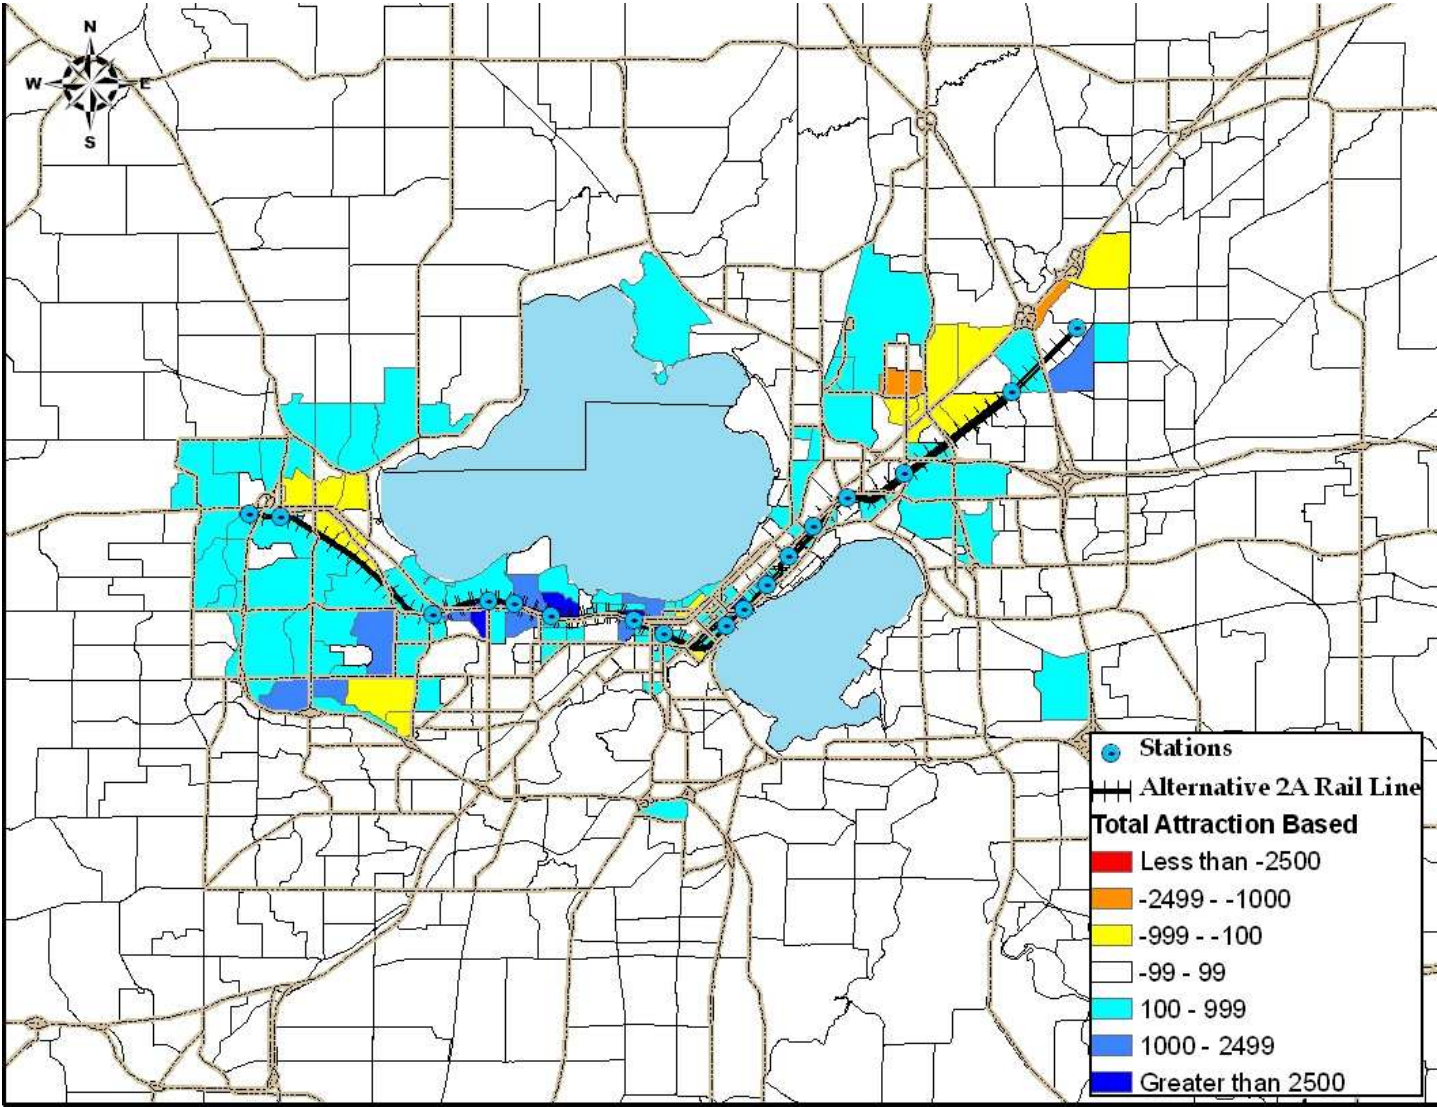 N
W E
S
Stations
Alternative 2A Rail Line
Total Attraction Based
Less than -2500
-2499 - -1000
-999 - -100
-99 - 99
100 - 999
1000 - 2499
Greater than 2500